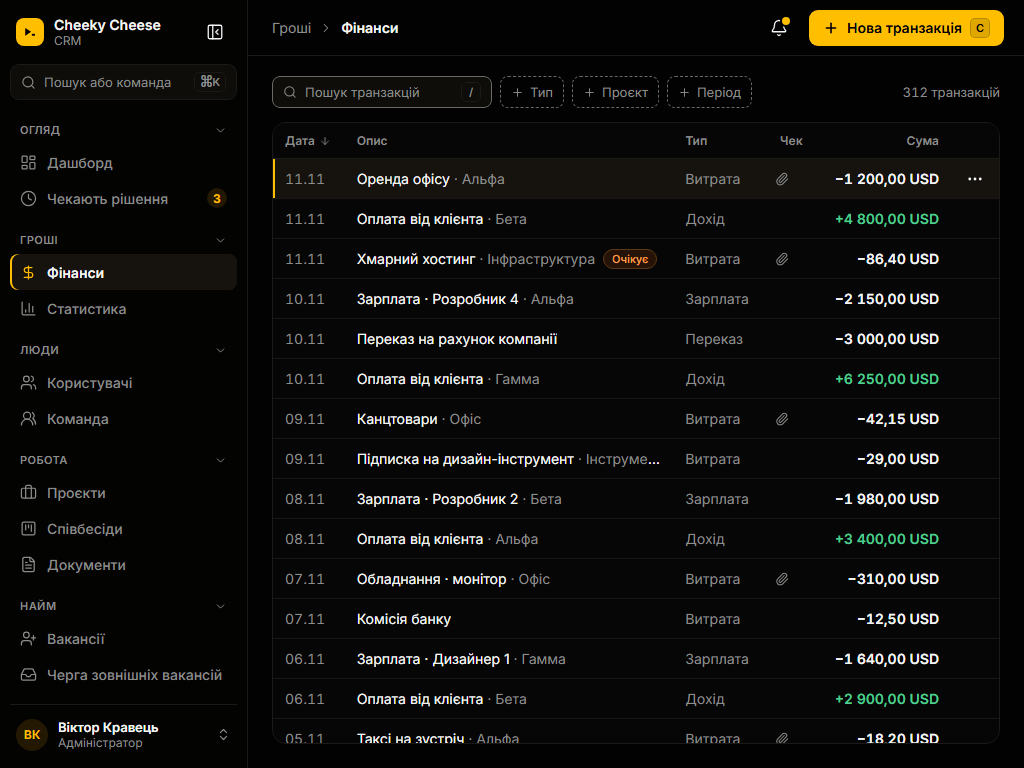 Cheeky Cheese
CRM
Пошук або команда ⌘K
ОГЛЯД
Дашборд
Чекають рішення 3
ГРОШІ
Фінанси
Статистика
ЛЮДИ
Користувачі
Команда
РОБОТА
Проєкти
Співбесіди
Документи
НАЙМ
Вакансії
Черга зовнішніх вакансій
ВК
Віктор Кравець
Адміністратор
Гроші > Фінанси
+ Нова транзакція C
Пошук транзакцій / + Тип + Проєкт + Період 312 транзакцій
Дата ↓ Опис Тип Чек Сума
11.11 Оренда офісу · Альфа Витрата −1 200,00 USD ···
11.11 Оплата від клієнта · Бета Дохід +4 800,00 USD
11.11 Хмарний хостинг · Інфраструктура Очікує Витрата −86,40 USD
10.11 Зарплата · Розробник 4 · Альфа Зарплата −2 150,00 USD
10.11 Переказ на рахунок компанії Переказ −3 000,00 USD
10.11 Оплата від клієнта · Гамма Дохід +6 250,00 USD
09.11 Канцтовари · Офіс Витрата −42,15 USD
09.11 Підписка на дизайн-інструмент · Інструме... Витрата −29,00 USD
08.11 Зарплата · Розробник 2 · Бета Зарплата −1 980,00 USD
08.11 Оплата від клієнта · Альфа Дохід +3 400,00 USD
07.11 Обладнання · монітор · Офіс Витрата −310,00 USD
07.11 Комісія банку Витрата −12,50 USD
06.11 Зарплата · Дизайнер 1 · Гамма Зарплата −1 640,00 USD
06.11 Оплата від клієнта · Бета Дохід +2 900,00 USD
05.11 Таксі на зустріч · Альфа Витрата −18,20 USD